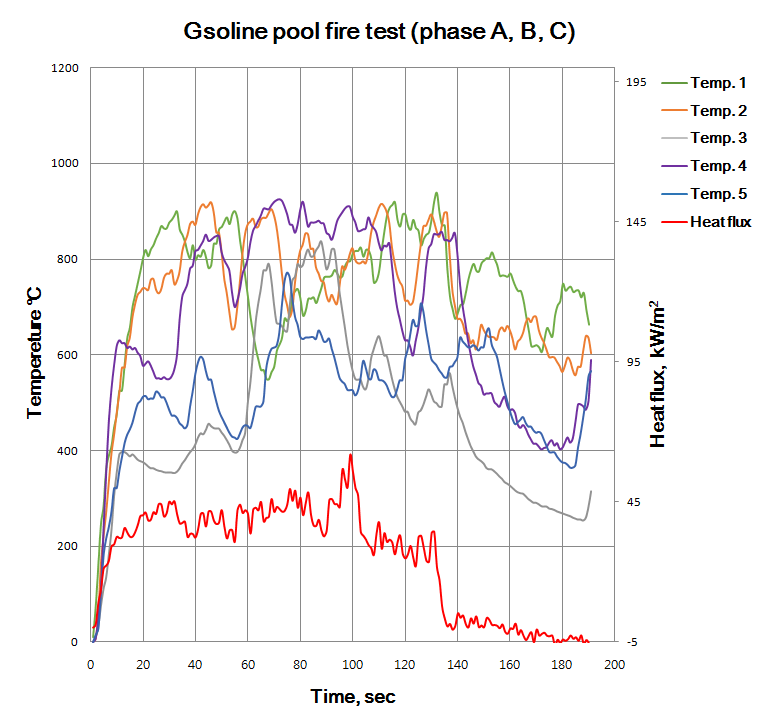 Gsoline pool fire test (phase A, B, C)
1200
1000
800
600
400
200
0
Tempereture ºC
0 20 40 60 80 100 120 140 160 180 200
Time, sec
195
145
95
45
-5
Heat flux, kW/m2
Temp. 1
Temp. 2
Temp. 3
Temp. 4
Temp. 5
Heat flux